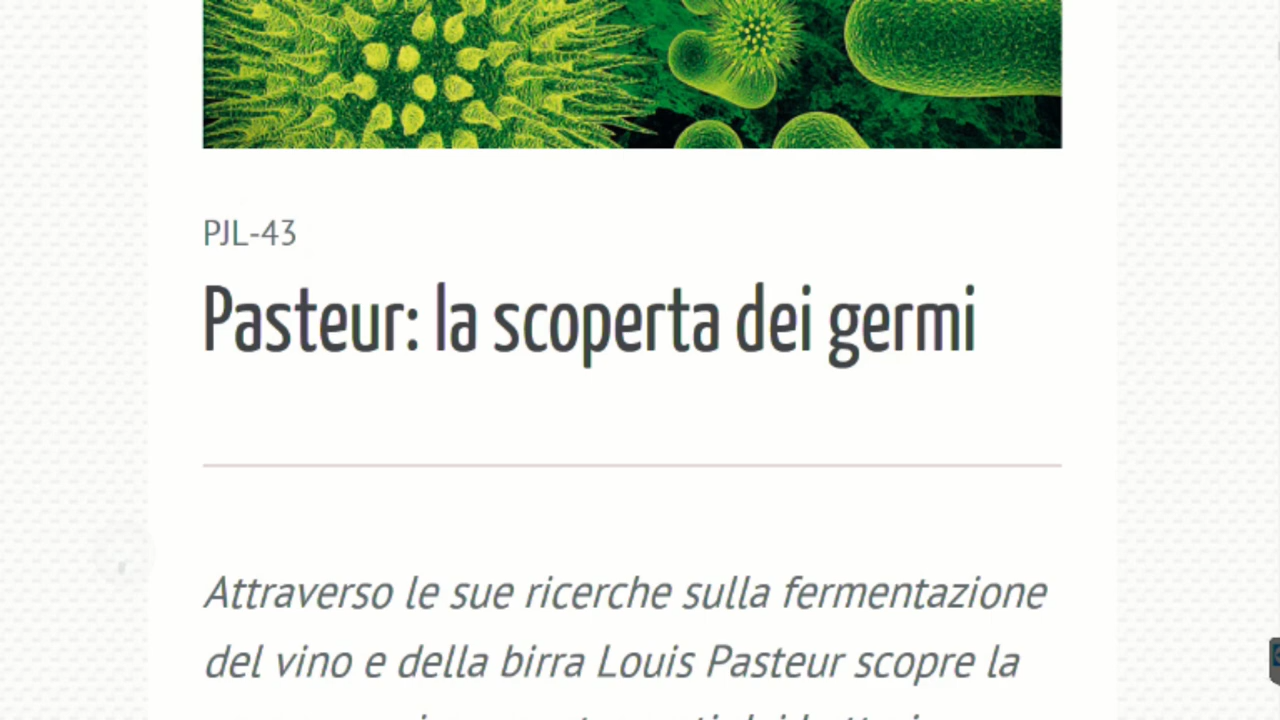 PJL-43
Pasteur: la scoperta dei germi
Attraverso le sue ricerche sulla fermentazione
del vino e della birra Louis Pasteur scopre la